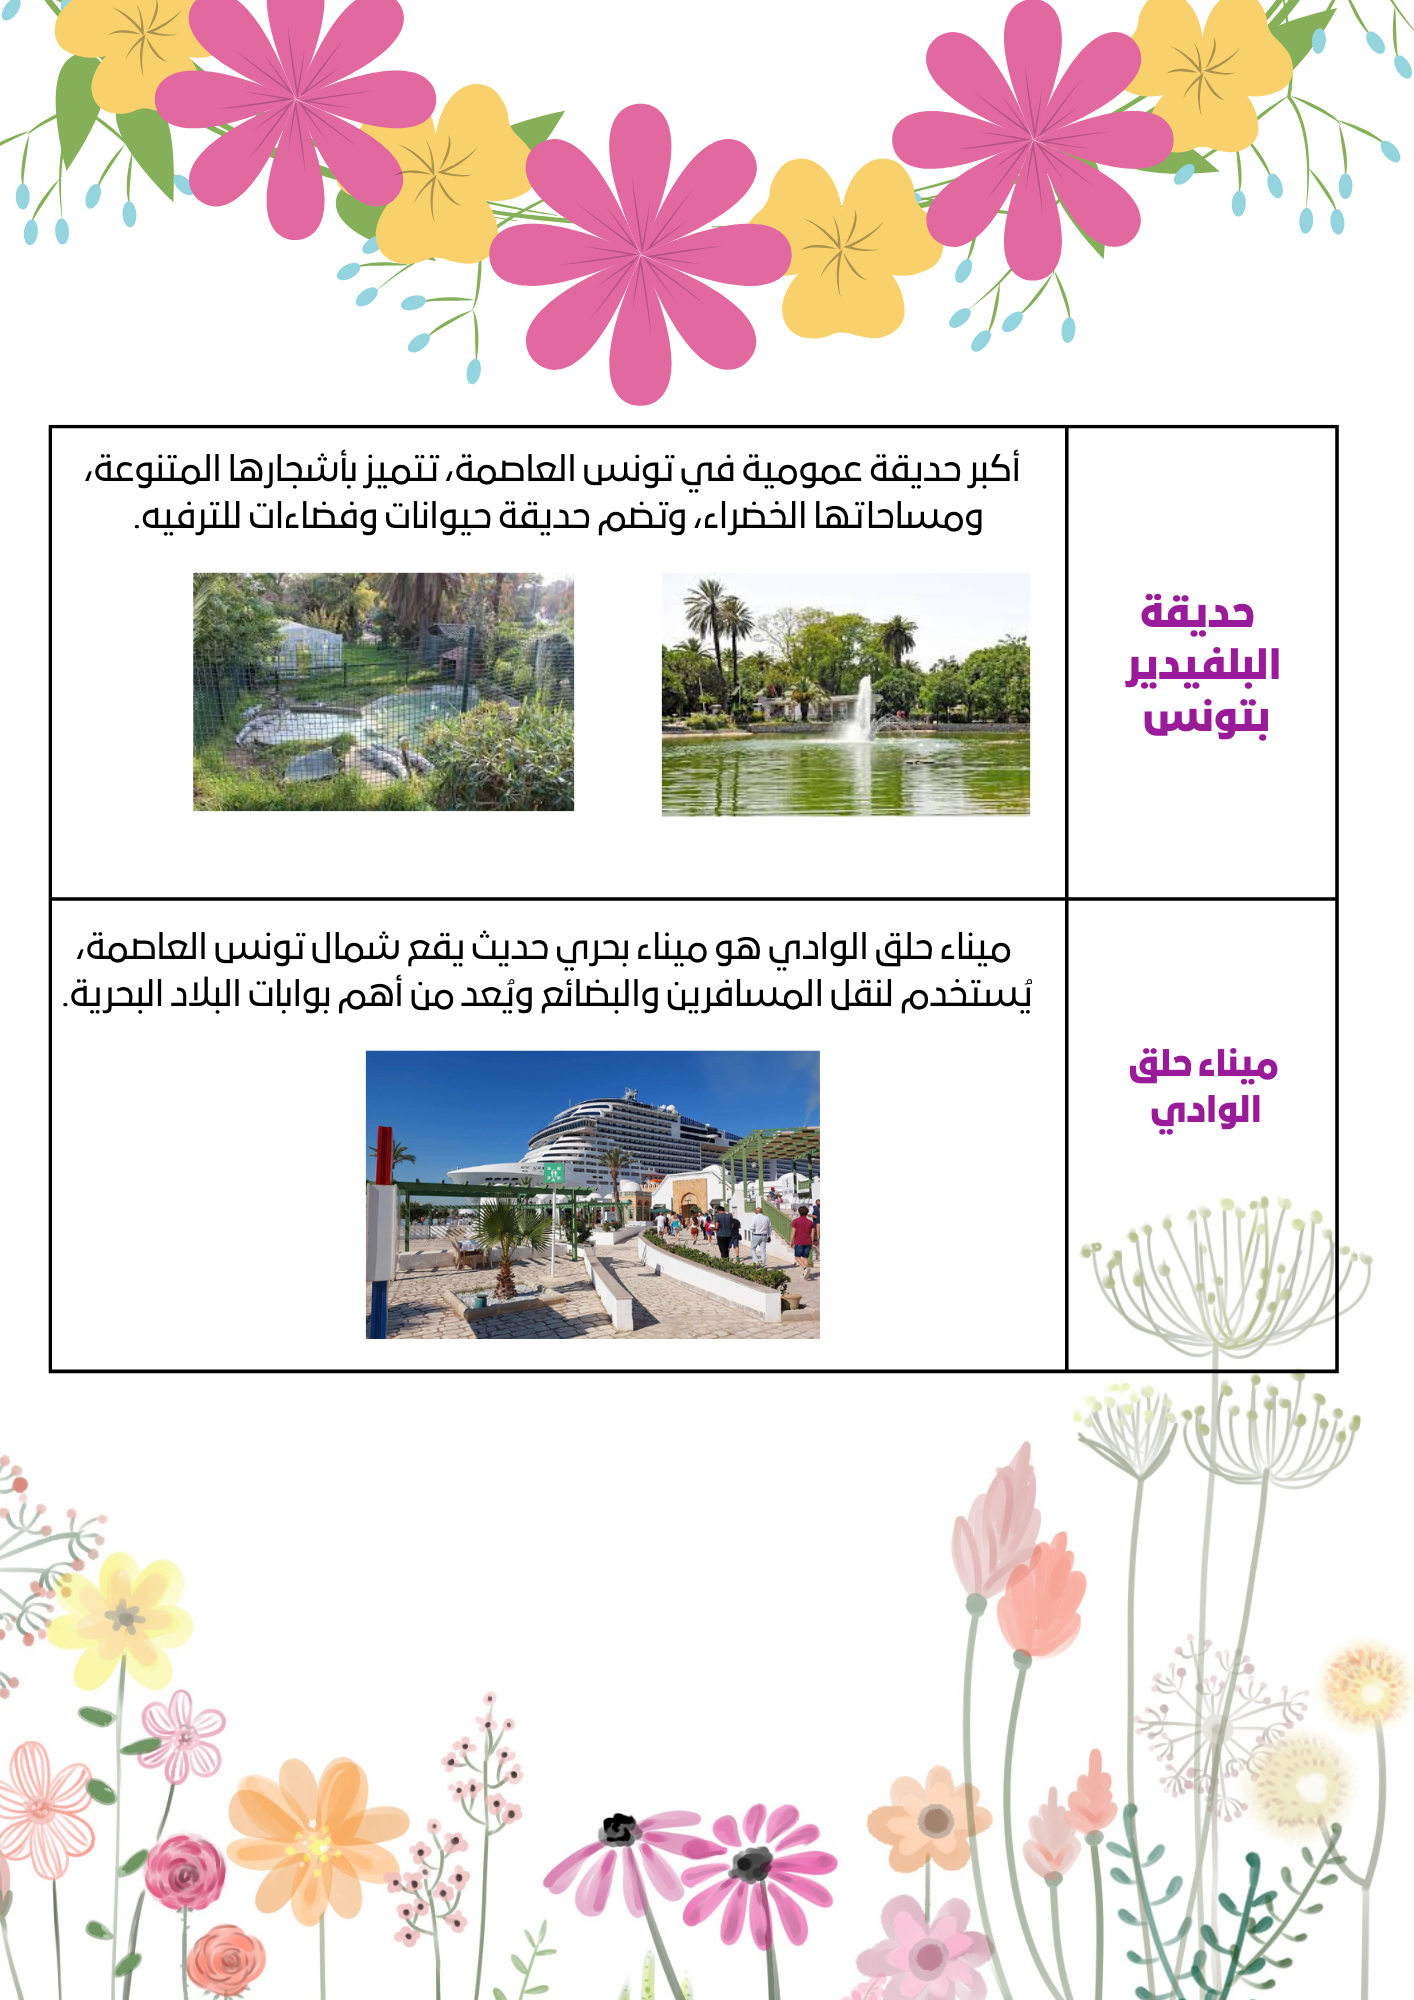 حديقة
البلفيدير
بتونس
أكبر حديقة عمومية في تونس العاصمة، تتميز بأشجارها المتنوعة،
ومساحاتها الخضراء، وتضم حديقة حيوانات وفضاءات للترفيه.
ميناء حلق
الوادي
ميناء حلق الوادي هو ميناء بحري حديث يقع شمال تونس العاصمة،
يُستخدم لنقل المسافرين والبضائع ويُعد من أهم بوابات البلاد البحرية.